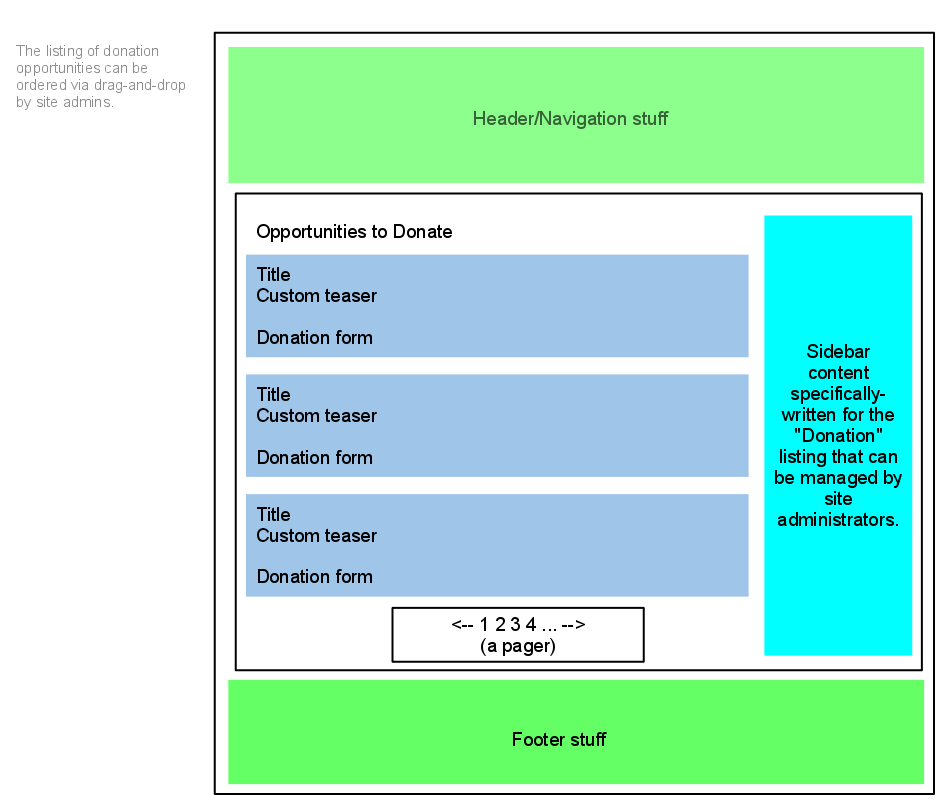 The listing of donation
opportunities can be
ordered via drag-and-drop
by site admins.
Header/Navigation stuff
Opportunities to Donate
Title
Custom teaser
Donation form
Title
Custom teaser
Donation form
Title
Custom teaser
Donation form
<-- 1 2 3 4 ... -->
(a pager)
Sidebar
content
specifically-
written for the
"Donation"
listing that can
be managed by
site
administrators.
Footer stuff